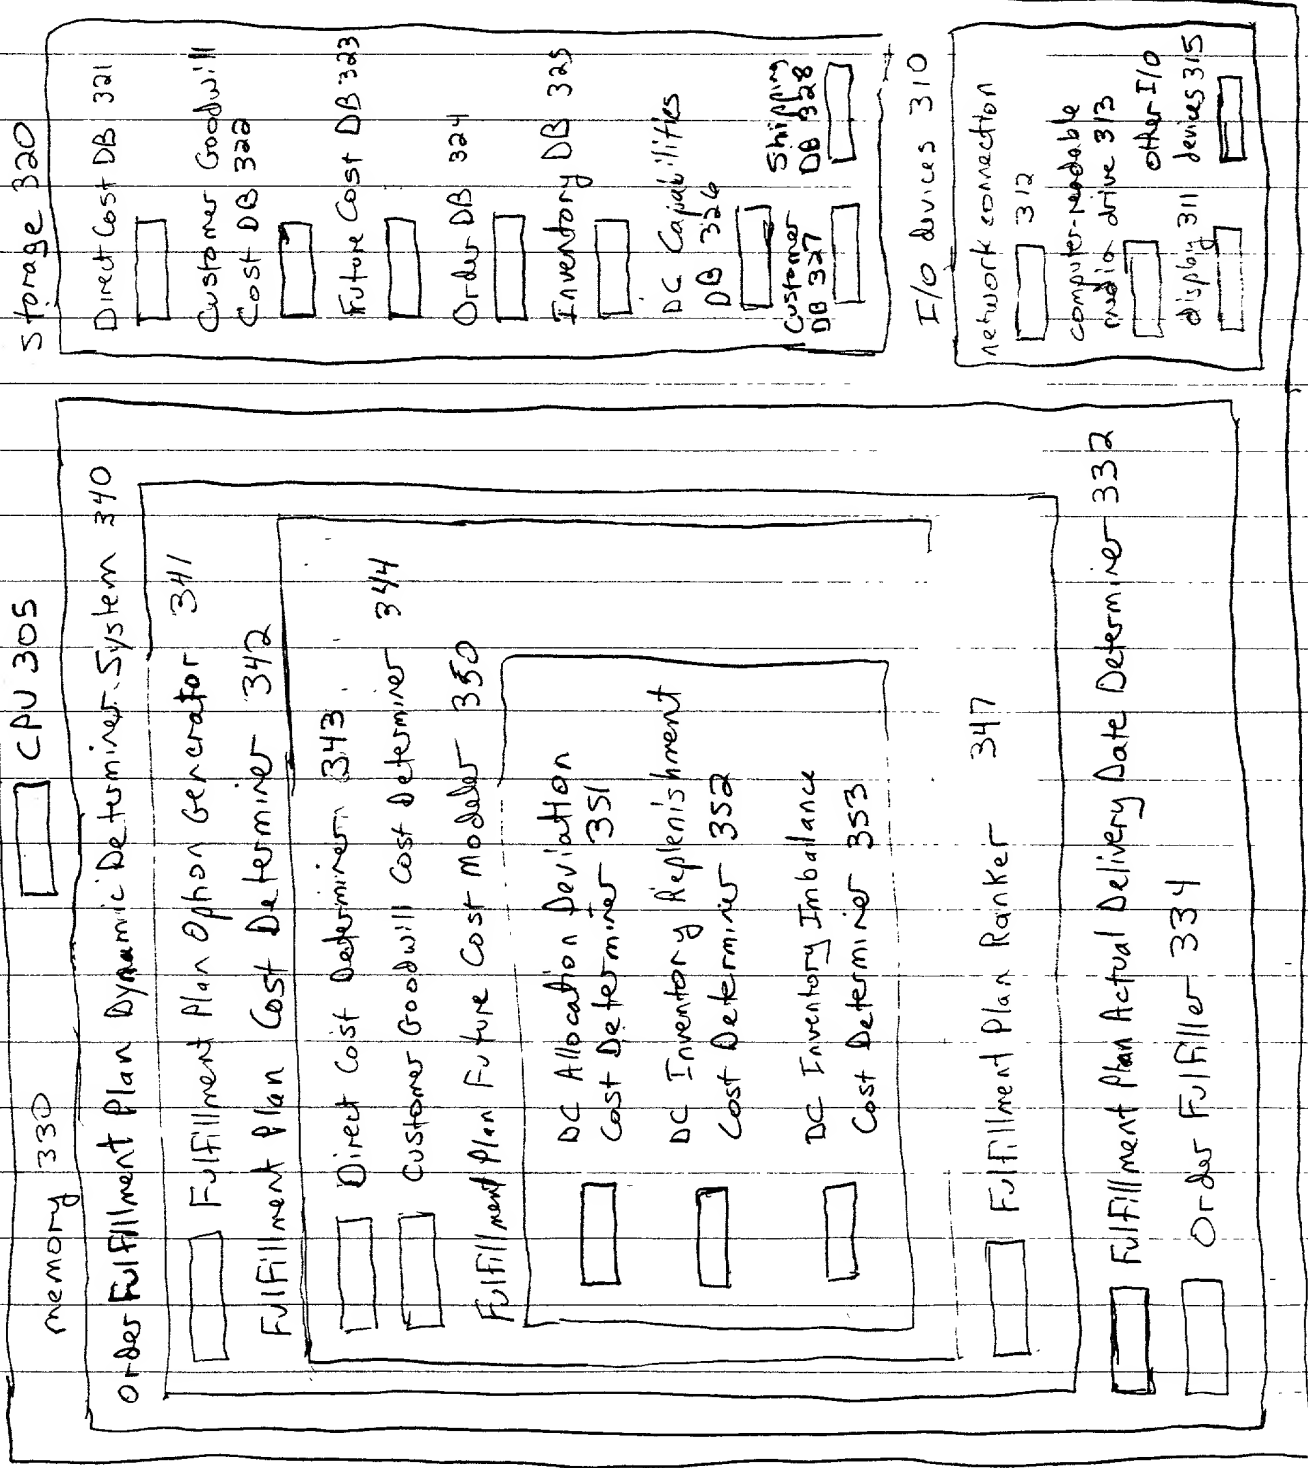 CPU 305
memory 330
Order Fulfillment Plan Dynamic Determiner System 340
Fulfillment Plan Option Generator 341
Fulfillment Plan Cost Determiner 342
Direct Cost Determiner 343
Customer Goodwill Cost Determiner 344
Fulfillment Plan Future Cost Modeler 350
DC Allocation Deviation
Cost Determiner 351
DC Inventory Replenishment
Cost Determiner 352
DC Inventory Imbalance
Cost Determiner 353
Fulfillment Plan Ranker 347
Fulfillment Plan Actual Delivery Date Determiner 332
Order Fulfiller 334
Storage 320
Direct Cost DB 321
Customer Goodwill
Cost DB 322
Future Cost DB 323
Order DB 324
Inventory DB 325
DC Capabilities
DB 326
Customer
DB 327
Shipping
DB 328
I/O devices 310
network connection
312
computer-readable
media drive 313
display 311
other I/O
devices 315